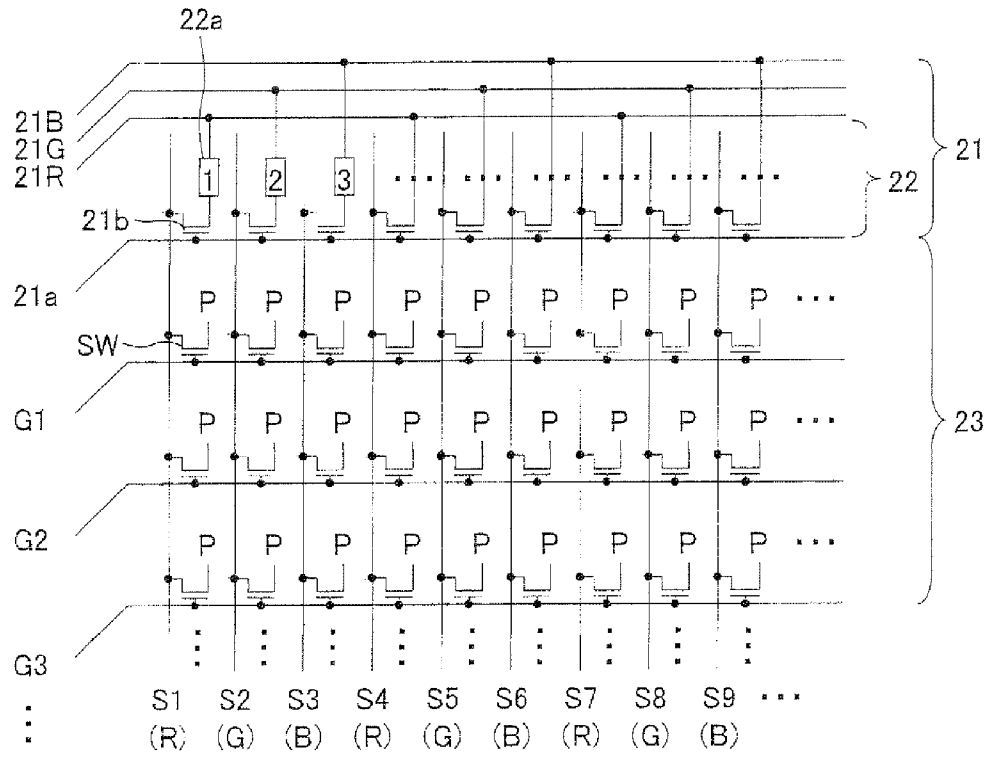 22a
21B
21G
21R
21
22
1 2 3 ... ... ... ... ... ...
21b
21a
P P P P P P P P P ...
SW
G1
23
P P P P P P P P P ...
G2
P P P P P P P P P ...
G3
S1 S2 S3 S4 S5 S6 S7 S8 S9 ...
(R) (G) (B) (R) (G) (B) (R) (G) (B)